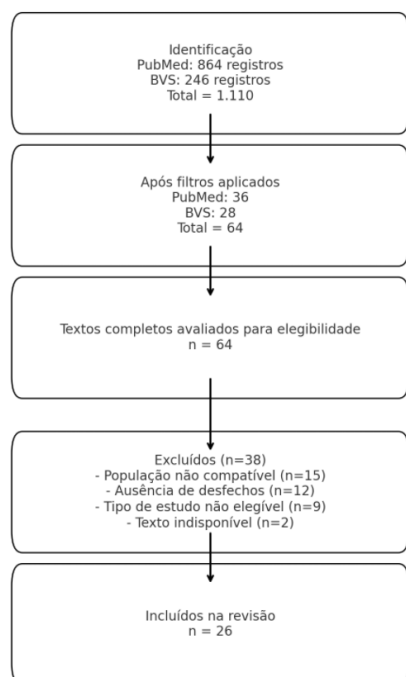 Identificação
PubMed: 864 registros
BVS: 246 registros
Total = 1.110
Após filtros aplicados
PubMed: 36
BVS: 28
Total = 64
Textos completos avaliados para elegibilidade
n = 64
Excluídos (n=38)
- População não compatível (n=15)
- Ausência de desfechos (n=12)
- Tipo de estudo não elegível (n=9)
- Texto indisponível (n=2)
Incluídos na revisão
n = 26